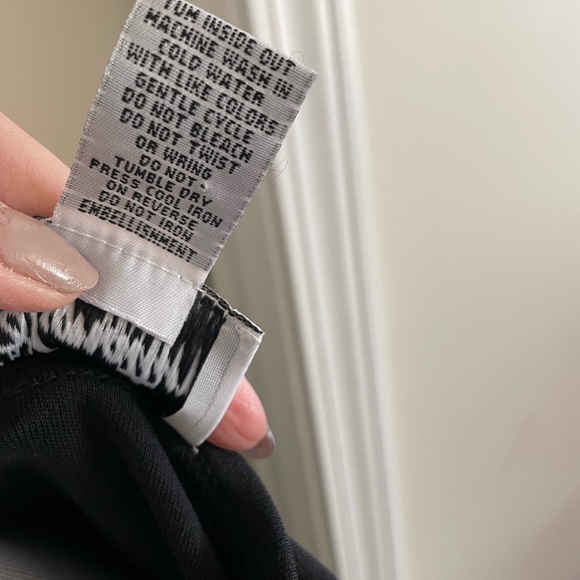 TURN INSIDE OUT
MACHINE WASH IN
COLD WATER
WITH LIKE COLORS
GENTLE CYCLE
DO NOT BLEACH
DO NOT TWIST
OR WRING
DO NOT
TUMBLE DRY
PRESS COOL IRON
ON REVERSE
DO NOT IRON
EMBELLISHMENT